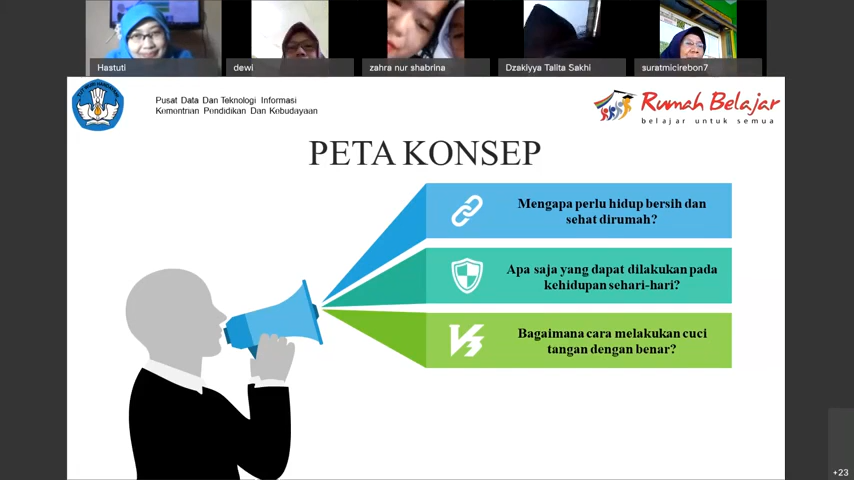 Hastuti
dewi
zahra nur shabrina
Dzakiyya Talita Sakhi
suratmicirebon7
Pusat Data Dan Teknologi Informasi
Kementrian Pendidikan Dan Kebudayaan
Rumah Belajar
belajar untuk semua
PETA KONSEP
Mengapa perlu hidup bersih dan
sehat dirumah?
Apa saja yang dapat dilakukan pada
kehidupan sehari-hari?
Bagaimana cara melakukan cuci
tangan dengan benar?
+23